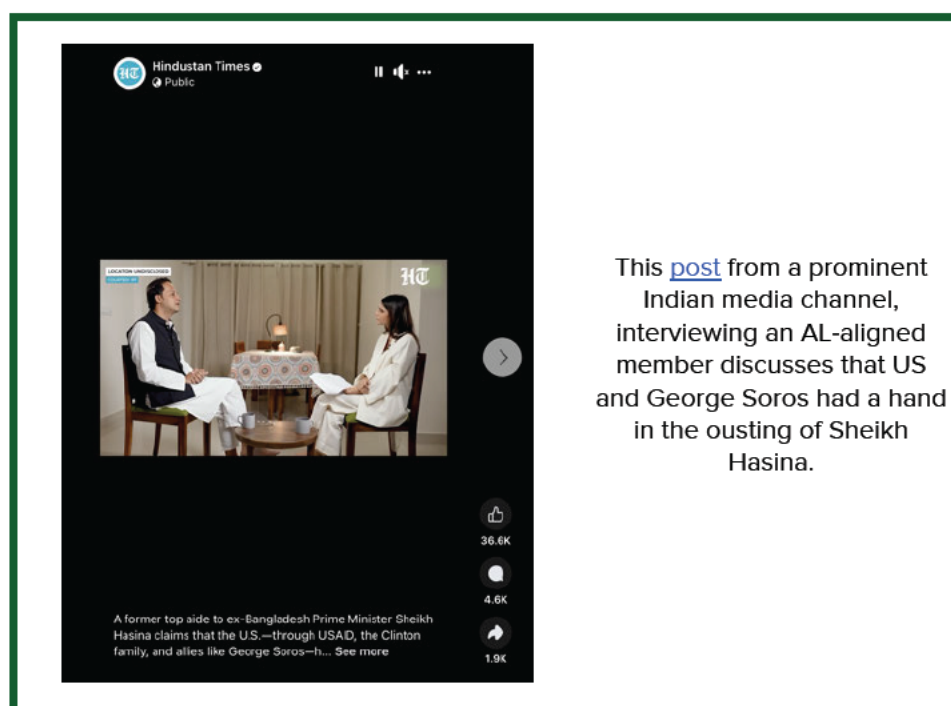 HT
Hindustan Times
Public
LOCATION UNDISCLOSED
HT
36.6K
4.6K
1.9K
A former top aide to ex-Bangladesh Prime Minister Sheikh
Hasina claims that the U.S.—through USAID, the Clinton
family, and allies like George Soros—h... See more
This post from a prominent
Indian media channel,
interviewing an AL-aligned
member discusses that US
and George Soros had a hand
in the ousting of Sheikh
Hasina.